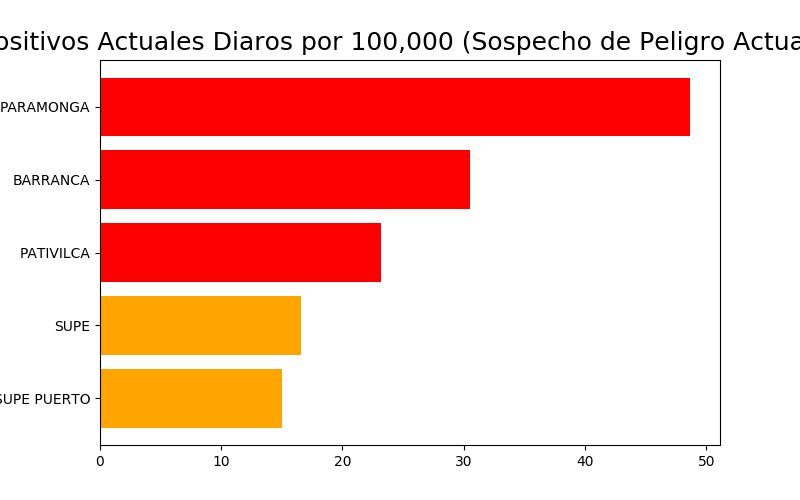 ositivos Actuales Diaros por 100,000 (Sospecho de Peligro Actua
PARAMONGA
BARRANCA
PATIVILCA
SUPE
SUPE PUERTO
0 10 20 30 40 50